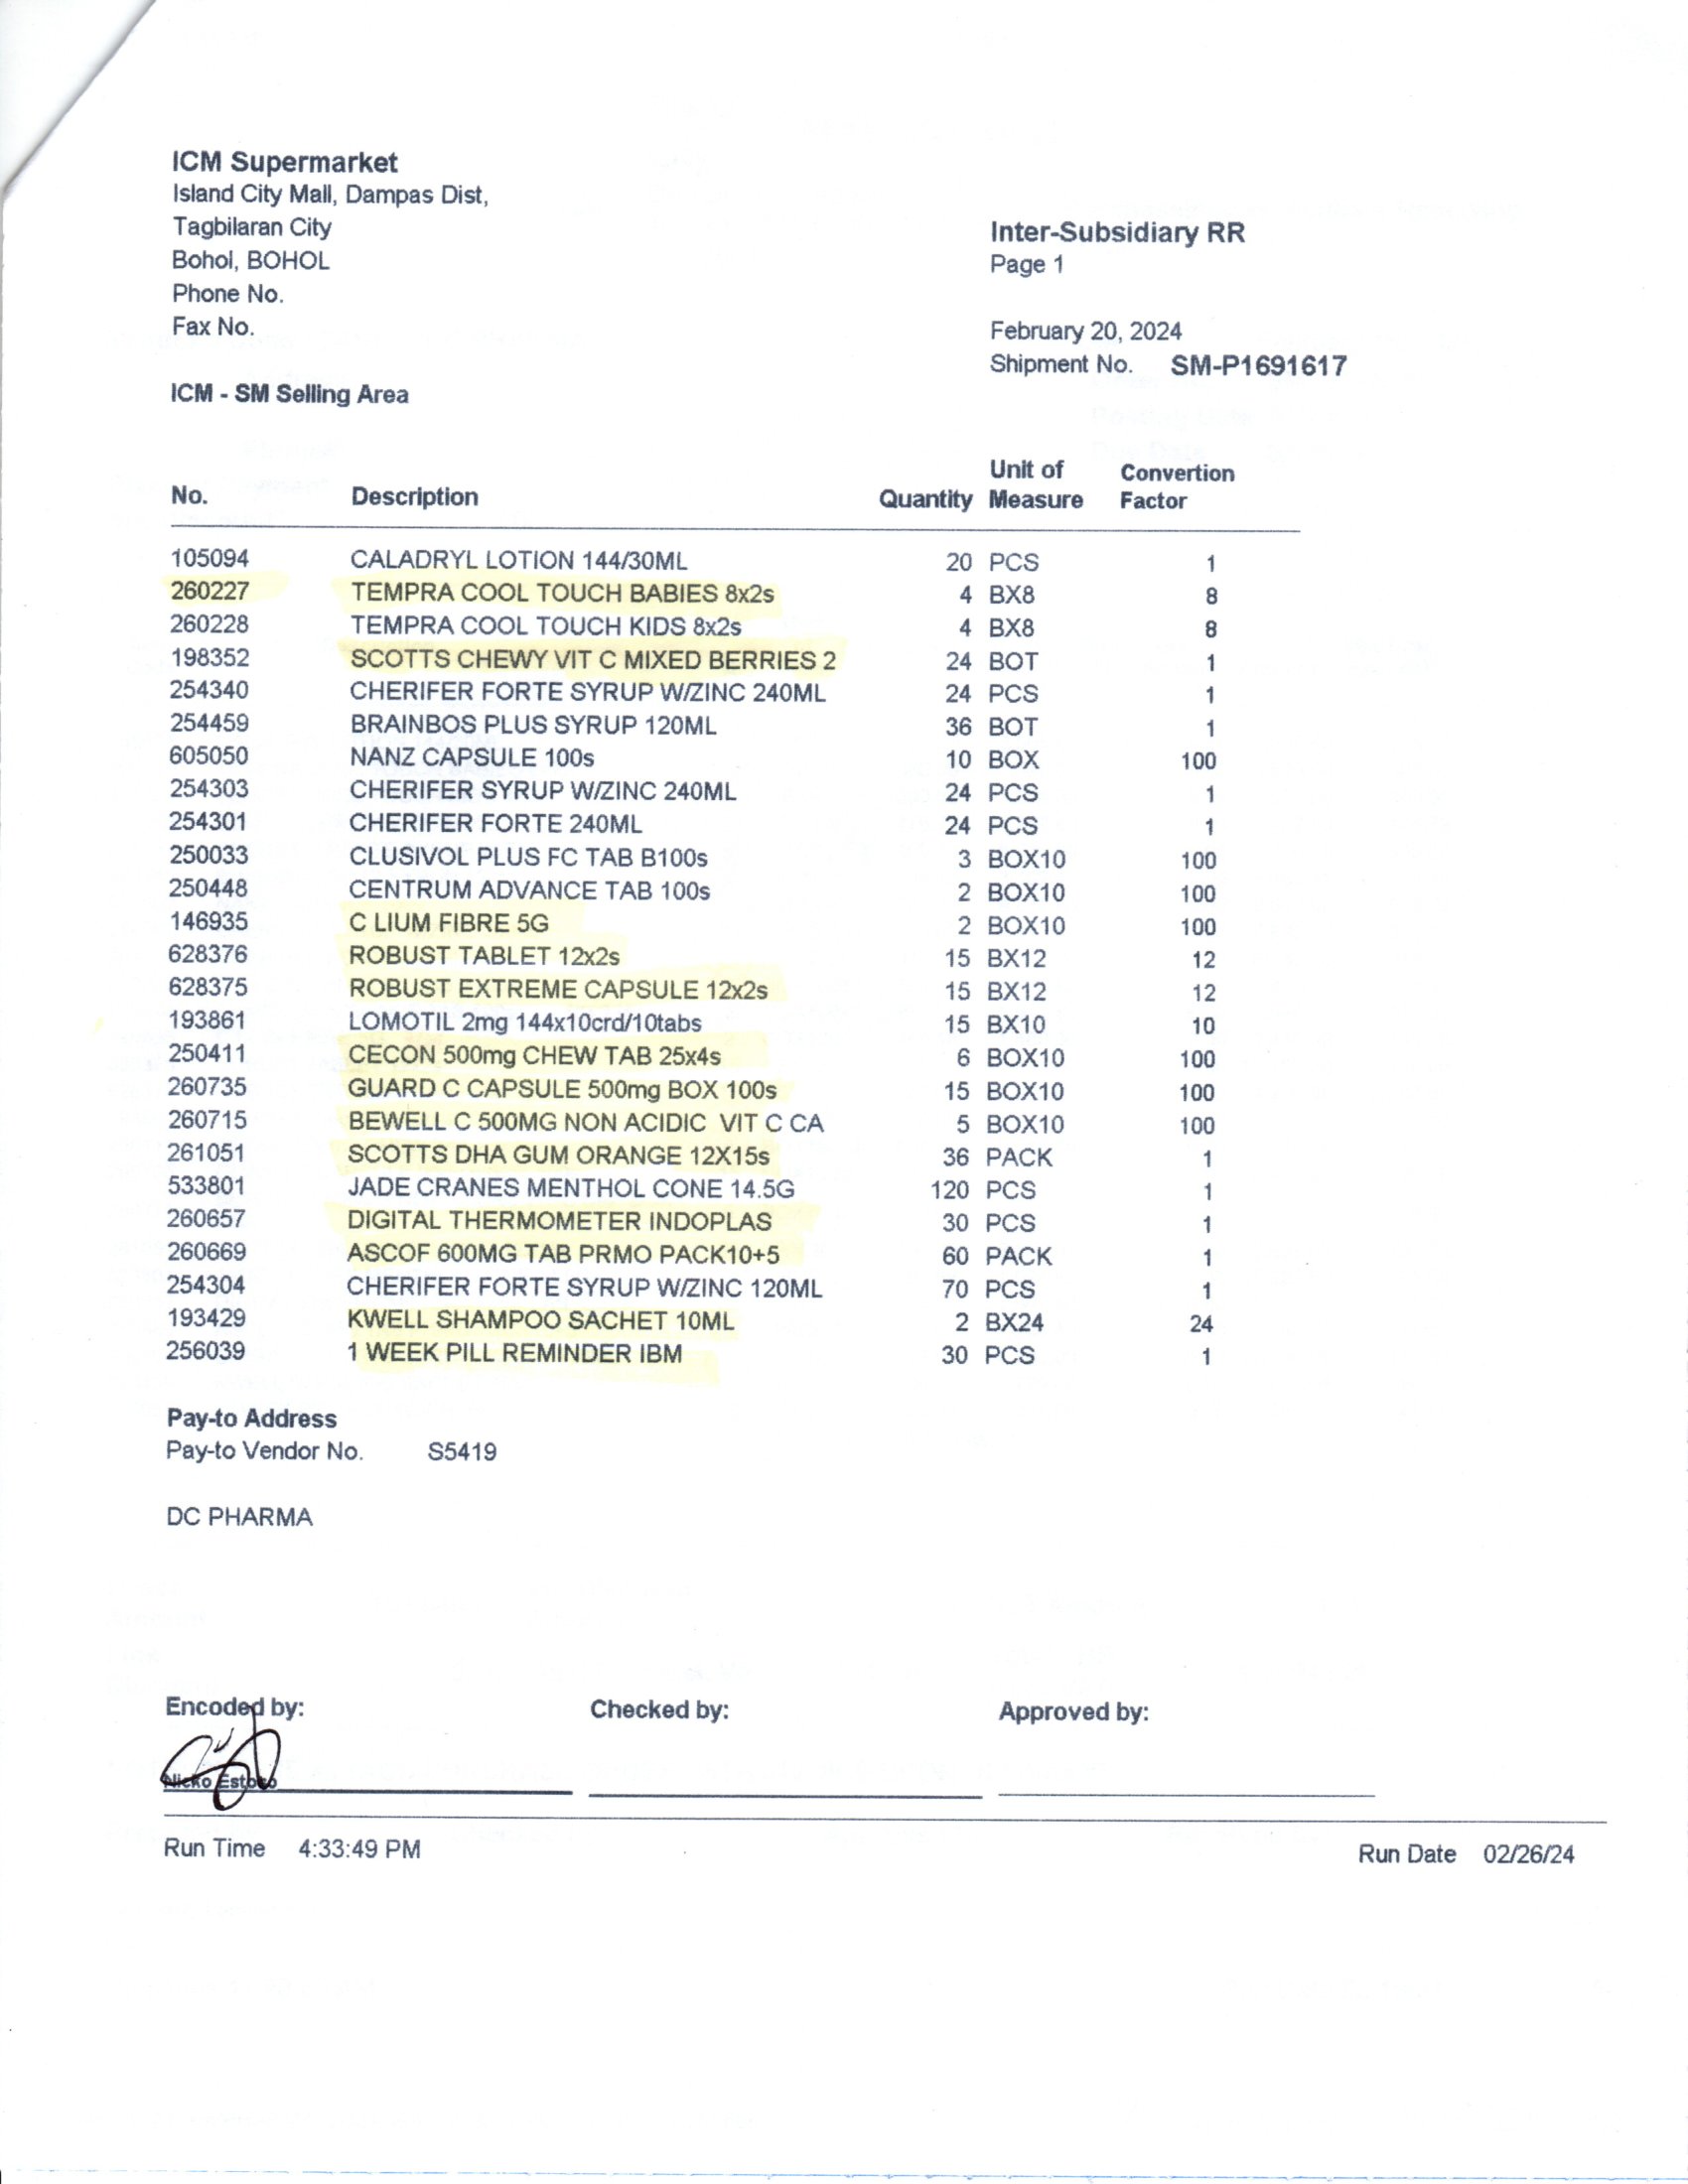 ICM Supermarket
Island City Mall, Dampas Dist,
Tagbilaran City
Bohol, BOHOL
Phone No.
Fax No.
Inter-Subsidiary RR
Page 1
February 20, 2024
Shipment No. SM-P1691617
ICM - SM Selling Area
No. Description Quantity Unit of Measure Convertion Factor
105094 CALADRYL LOTION 144/30ML 20 PCS 1
260227 TEMPRA COOL TOUCH BABIES 8x2s 4 BX8 8
260228 TEMPRA COOL TOUCH KIDS 8x2s 4 BX8 8
198352 SCOTTS CHEWY VIT C MIXED BERRIES 2 24 BOT 1
254340 CHERIFER FORTE SYRUP W/ZINC 240ML 24 PCS 1
254459 BRAINBOS PLUS SYRUP 120ML 36 BOT 1
605050 NANZ CAPSULE 100s 10 BOX 100
254303 CHERIFER SYRUP W/ZINC 240ML 24 PCS 1
254301 CHERIFER FORTE 240ML 24 PCS 1
250033 CLUSIVOL PLUS FC TAB B100s 3 BOX10 100
250448 CENTRUM ADVANCE TAB 100s 2 BOX10 100
146935 C LIUM FIBRE 5G 2 BOX10 100
628376 ROBUST TABLET 12x2s 15 BX12 12
628375 ROBUST EXTREME CAPSULE 12x2s 15 BX12 12
193861 LOMOTIL 2mg 144x10crd/10tabs 15 BX10 10
250411 CECON 500mg CHEW TAB 25x4s 6 BOX10 100
260735 GUARD C CAPSULE 500mg BOX 100s 15 BOX10 100
260715 BEWELL C 500MG NON ACIDIC VIT C CA 5 BOX10 100
261051 SCOTTS DHA GUM ORANGE 12X15s 36 PACK 1
533801 JADE CRANES MENTHOL CONE 14.5G 120 PCS 1
260657 DIGITAL THERMOMETER INDOPLAS 30 PCS 1
260669 ASCOF 600MG TAB PRMO PACK10+5 60 PACK 1
254304 CHERIFER FORTE SYRUP W/ZINC 120ML 70 PCS 1
193429 KWELL SHAMPOO SACHET 10ML 2 BX24 24
256039 1 WEEK PILL REMINDER IBM 30 PCS 1
Pay-to Address
Pay-to Vendor No. S5419
DC PHARMA
Encoded by: Checked by: Approved by:
Nicko Estoso
Run Time 4:33:49 PM Run Date 02/26/24